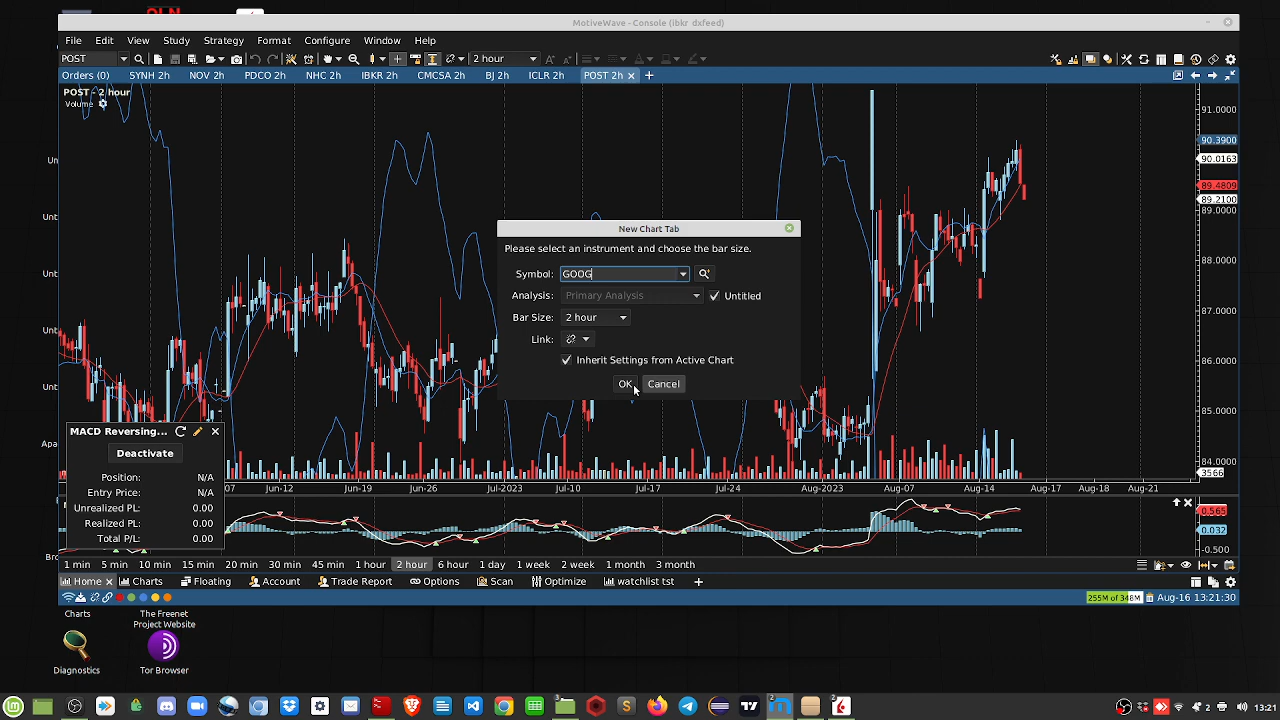 MotiveWave - Console (ibkr dxfeed)
File Edit View Study Strategy Format Configure Window Help
POST 2 hour
Orders (0) SYNH 2h NOV 2h PDCO 2h NHC 2h IBKR 2h CMCSA 2h BJ 2h ICLR 2h POST 2h
POST - 2 hour
Volume
91.0000
90.3900
90.0163
89.4809
89.2100
89.0000
88.0000
87.0000
86.0000
85.0000
84.0000
3566
New Chart Tab
Please select an instrument and choose the bar size.
Symbol: GOOG
Analysis: Primary Analysis Untitled
Bar Size: 2 hour
Link:
Inherit Settings from Active Chart
OK Cancel
MACD Reversing...
Deactivate
Position: N/A
Entry Price: N/A
Unrealized PL: 0.00
Realized PL: 0.00
Total P/L: 0.00
07 Jun-12 Jun-19 Jun-26 Jul-2023 Jul-10 Jul-17 Jul-24 Aug-2023 Aug-07 Aug-14 Aug-17 Aug-18 Aug-21
0.565
0.032
-0.500
1 min 5 min 10 min 15 min 20 min 30 min 45 min 1 hour 2 hour 6 hour 1 day 1 week 2 week 1 month 3 month
Home Charts Floating Account Trade Report Options Scan Optimize watchlist tst
255M of 348M Aug-16 13:21:30
Charts
The Freenet
Project Website
Diagnostics
Tor Browser
13:21